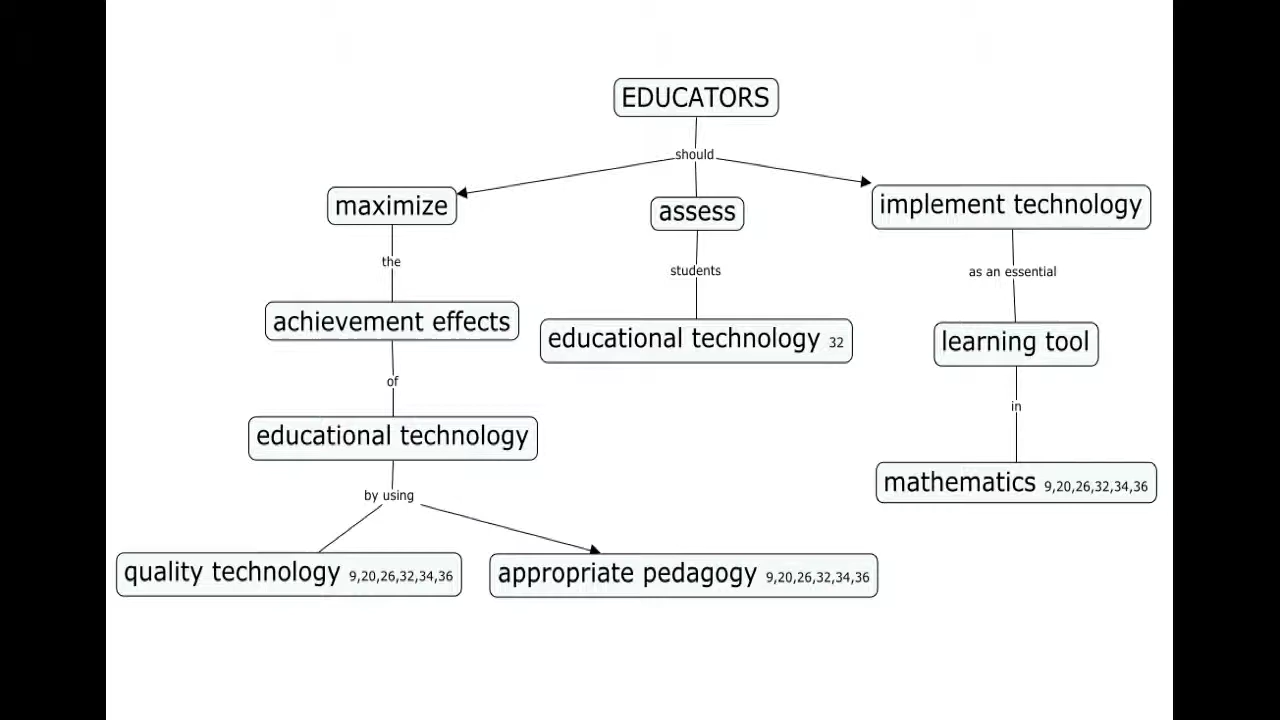 EDUCATORS
should
maximize
assess
implement technology
the
students
as an essential
achievement effects
educational technology 32
learning tool
of
in
educational technology
mathematics 9,20,26,32,34,36
by using
quality technology 9,20,26,32,34,36
appropriate pedagogy 9,20,26,32,34,36